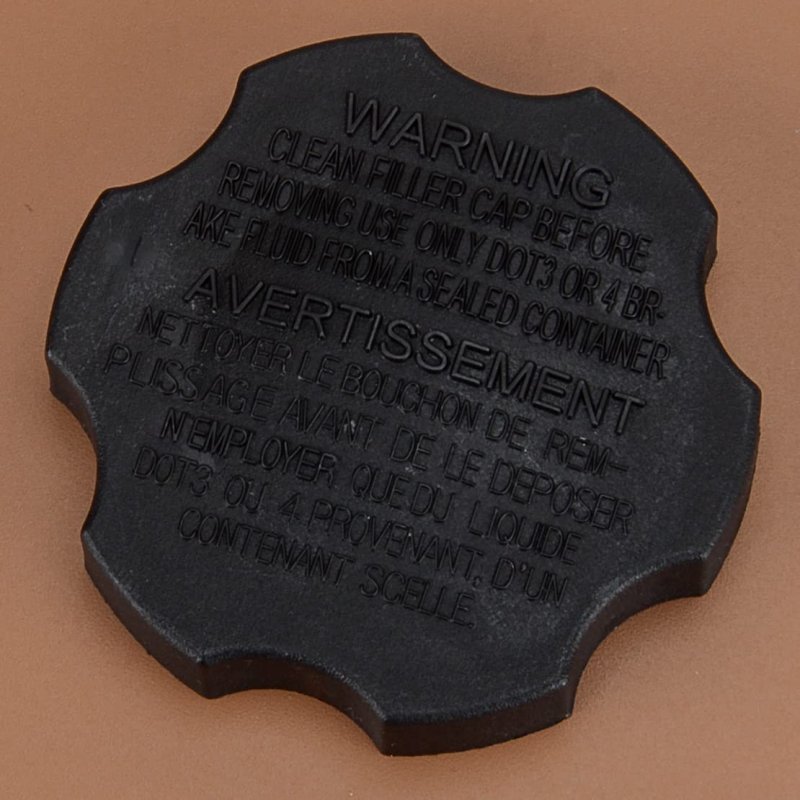 WARNING
CLEAN FILLER CAP BEFORE
REMOVING USE ONLY DOT3 OR 4 BR-
AKE FLUID FROM A SEALED CONTAINER
AVERTISSEMENT
NETTOYER LE BOUCHON DE REM-
PLISSAGE AVANT DE LE DEPOSER
N'EMPLOYER QUE DU LIQUIDE
DOT3 OU 4 PROVENANT, D'UN
CONTENANT SCELLE.